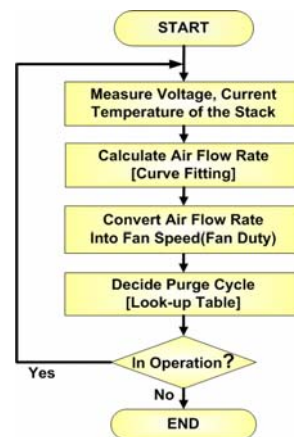 START
Measure Voltage, Current
Temperature of the Stack
Calculate Air Flow Rate
[Curve Fitting]
Convert Air Flow Rate
Into Fan Speed(Fan Duty)
Decide Purge Cycle
[Look-up Table]
In Operation?
Yes
No
END